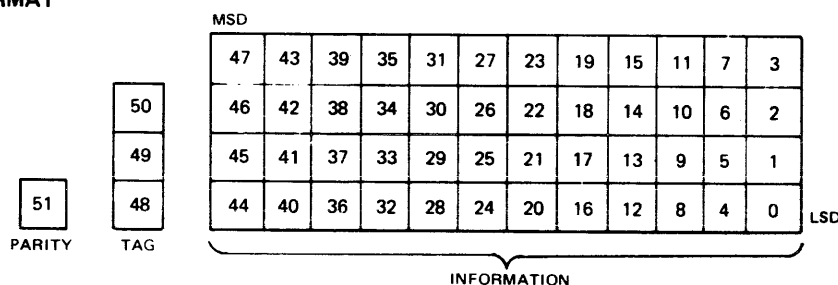 MSD
47 43 39 35 31 27 23 19 15 11 7 3
50 46 42 38 34 30 26 22 18 14 10 6 2
49 45 41 37 33 29 25 21 17 13 9 5 1
51 48 44 40 36 32 28 24 20 16 12 8 4 0 LSD
PARITY TAG
INFORMATION